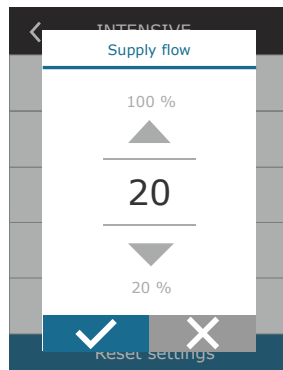 INTENSIVE
Supply flow
100 %
20
20 %
Reset settings